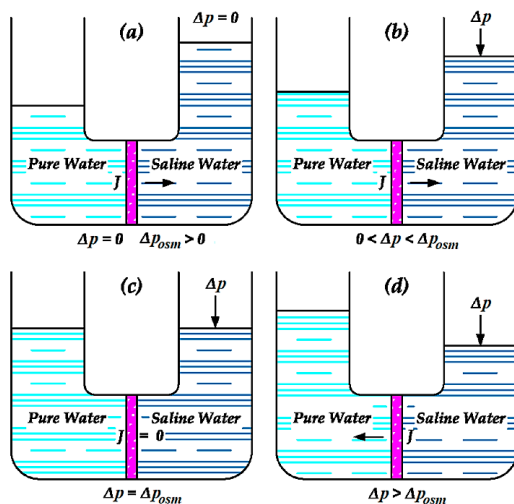 (a)
Δp = 0
Pure Water
Saline Water
J
Δp = 0 Δp_osm > 0
(b)
Δp
Pure Water
Saline Water
J
0 < Δp < Δp_osm
(c)
Δp
Pure Water
Saline Water
J = 0
Δp = Δp_osm
(d)
Δp
Pure Water
Saline Water
J
Δp > Δp_osm